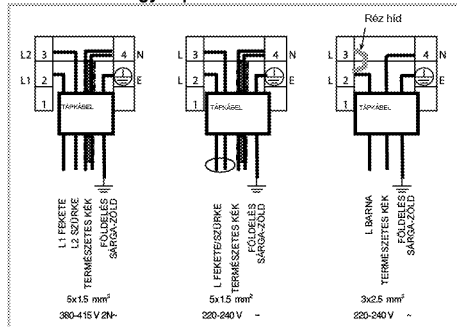 Réz híd
L2 3 4 N
L1 2 E
1
TÁPKÁBEL
L1 FEKETE
L2 SZÜRKE
TERMÉSZETES KÉK
FÖLDELÉS
SÁRGA-ZÖLD
5x1.5 mm²
380-415 V 2N~
L 3 4 N
L 2 E
1
TÁPKÁBEL
L FEKETE/SZÜRKE
TERMÉSZETES KÉK
FÖLDELÉS
SÁRGA-ZÖLD
5x1.5 mm²
220-240 V ~
L 3 4 N
L 2 E
1
TÁPKÁBEL
L BARNA
TERMÉSZETES KÉK
FÖLDELÉS
SÁRGA-ZÖLD
3x2.5 mm²
220-240 V ~